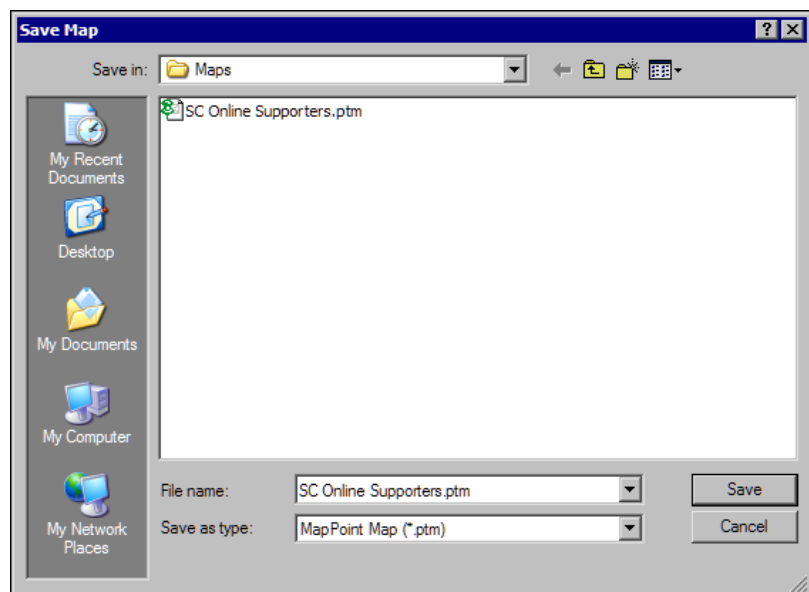 Save Map
Save in:
Maps
SC Online Supporters.ptm
My Recent
Documents
Desktop
My Documents
My Computer
My Network
Places
File name:
SC Online Supporters.ptm
Save
Save as type:
MapPoint Map (*.ptm)
Cancel